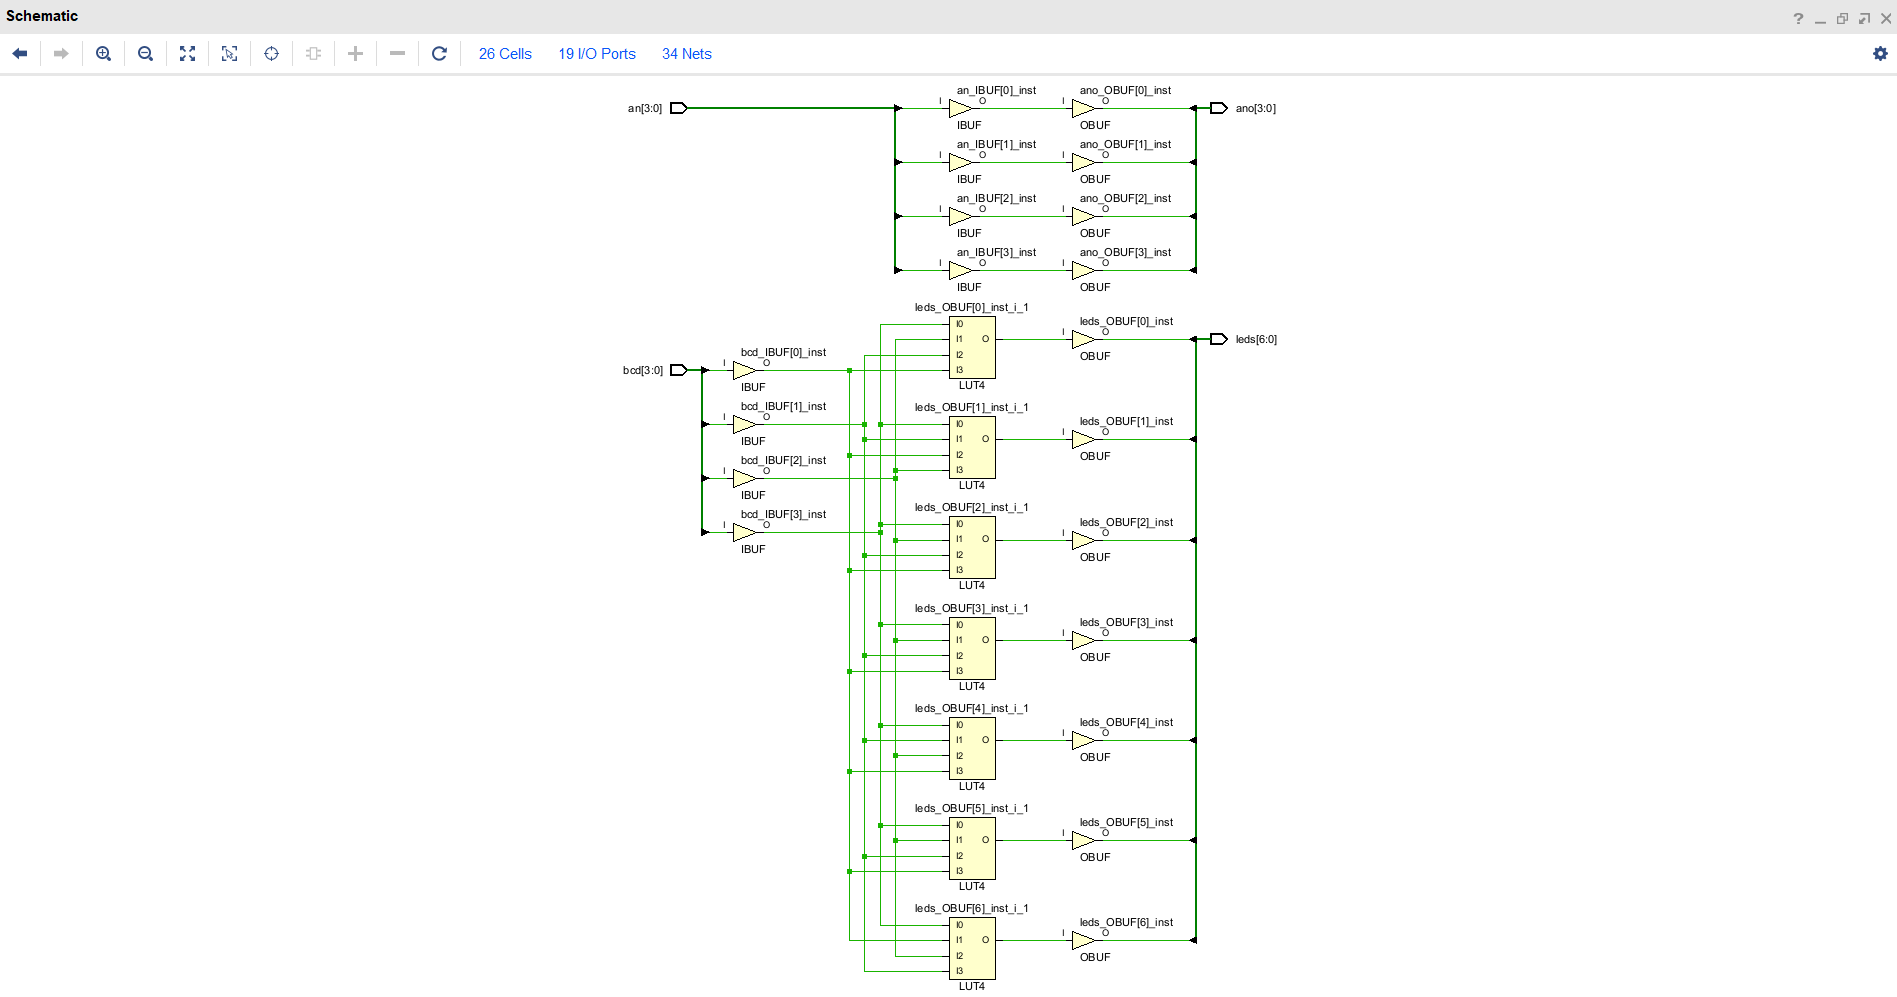 Schematic
?
26 Cells 19 I/O Ports 34 Nets
an[3:0]
an_IBUF[0]_inst
I O
IBUF
ano_OBUF[0]_inst
I O
OBUF
ano[3:0]
an_IBUF[1]_inst
I O
IBUF
ano_OBUF[1]_inst
I O
OBUF
an_IBUF[2]_inst
I O
IBUF
ano_OBUF[2]_inst
I O
OBUF
an_IBUF[3]_inst
I O
IBUF
ano_OBUF[3]_inst
I O
OBUF
bcd[3:0]
bcd_IBUF[0]_inst
I O
IBUF
bcd_IBUF[1]_inst
I O
IBUF
bcd_IBUF[2]_inst
I O
IBUF
bcd_IBUF[3]_inst
I O
IBUF
leds_OBUF[0]_inst_i_1
I0
I1 O
I2
I3
LUT4
leds_OBUF[0]_inst
I O
OBUF
leds[6:0]
leds_OBUF[1]_inst_i_1
I0
I1 O
I2
I3
LUT4
leds_OBUF[1]_inst
I O
OBUF
leds_OBUF[2]_inst_i_1
I0
I1 O
I2
I3
LUT4
leds_OBUF[2]_inst
I O
OBUF
leds_OBUF[3]_inst_i_1
I0
I1 O
I2
I3
LUT4
leds_OBUF[3]_inst
I O
OBUF
leds_OBUF[4]_inst_i_1
I0
I1 O
I2
I3
LUT4
leds_OBUF[4]_inst
I O
OBUF
leds_OBUF[5]_inst_i_1
I0
I1 O
I2
I3
LUT4
leds_OBUF[5]_inst
I O
OBUF
leds_OBUF[6]_inst_i_1
I0
I1 O
I2
I3
LUT4
leds_OBUF[6]_inst
I O
OBUF